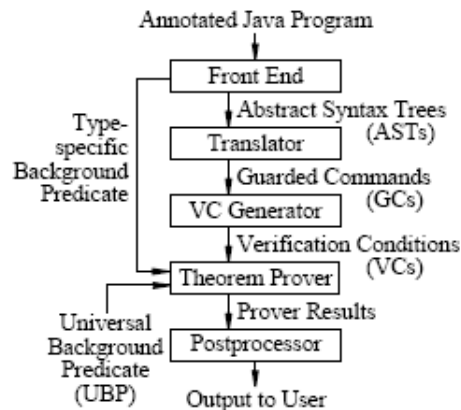 Annotated Java Program
Front End
Abstract Syntax Trees
(ASTs)
Type-
specific
Background
Predicate
Translator
Guarded Commands
(GCs)
VC Generator
Verification Conditions
(VCs)
Theorem Prover
Universal
Background
Predicate
(UBP)
Prover Results
Postprocessor
Output to User